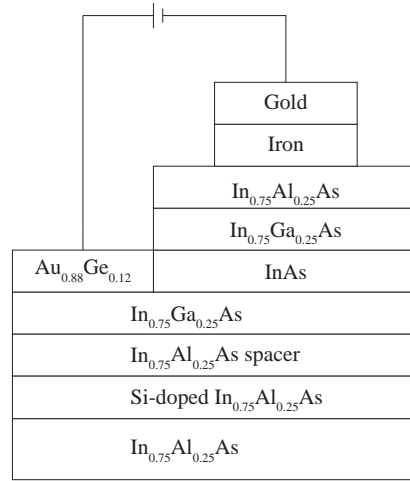 Gold
Iron
In₀.₇₅Al₀.₂₅As
In₀.₇₅Ga₀.₂₅As
Au₀.₈₈Ge₀.₁₂ InAs
In₀.₇₅Ga₀.₂₅As
In₀.₇₅Al₀.₂₅As spacer
Si-doped In₀.₇₅Al₀.₂₅As
In₀.₇₅Al₀.₂₅As